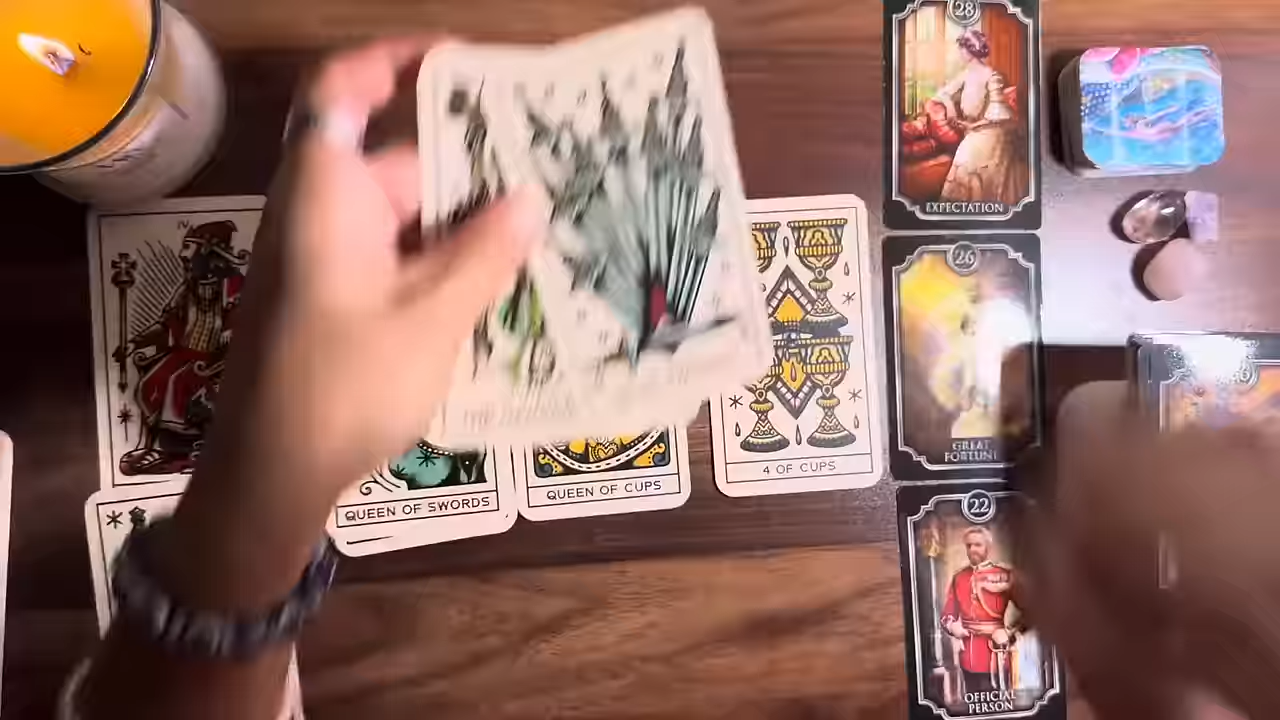 28
EXPECTATION
IV
26
GREAT
FORTUNE
4 OF CUPS
QUEEN OF CUPS
QUEEN OF SWORDS
22
OFFICIAL
PERSON